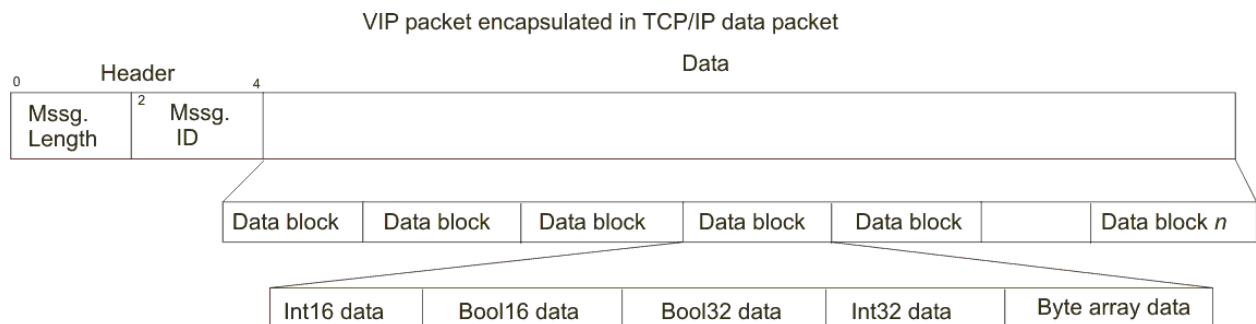 VIP packet encapsulated in TCP/IP data packet
Header
Data
0
4
2
Mssg.
Length
Mssg.
ID
Data block
Data block
Data block
Data block
Data block
Data block n
Int16 data
Bool16 data
Bool32 data
Int32 data
Byte array data